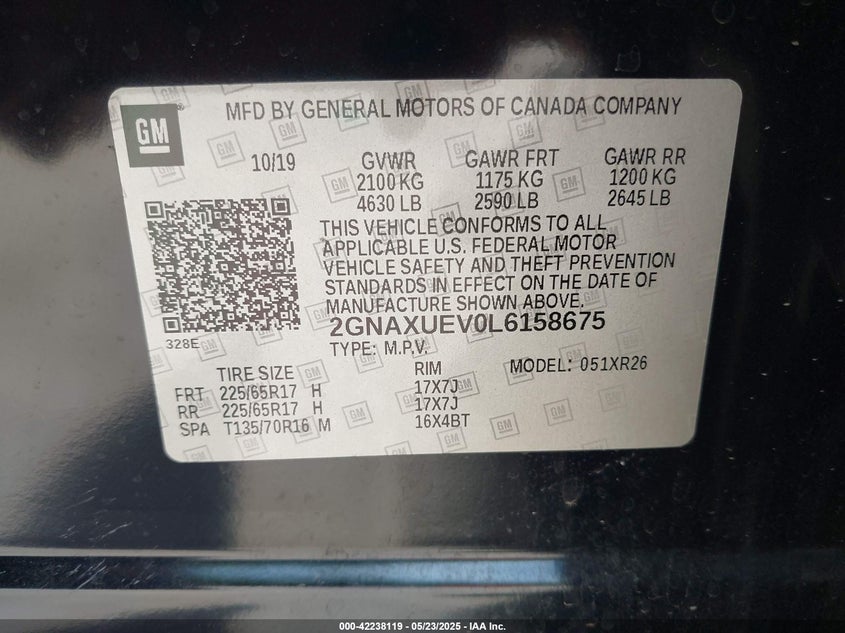 GM
MFD BY GENERAL MOTORS OF CANADA COMPANY
10/19 GVWR GAWR FRT GAWR RR
2100 KG 1175 KG 1200 KG
4630 LB 2590 LB 2645 LB
THIS VEHICLE CONFORMS TO ALL
APPLICABLE U.S. FEDERAL MOTOR
VEHICLE SAFETY AND THEFT PREVENTION
STANDARDS IN EFFECT ON THE DATE OF
MANUFACTURE SHOWN ABOVE.
2GNAXUEV0L6158675
328E
TYPE: M.P.V. MODEL: 051XR26
TIRE SIZE RIM
FRT 225/65R17 H 17X7J
RR 225/65R17 H 17X7J
SPA T135/70R16 M 16X4BT
000-42238119 - 05/23/2025 - IAA Inc.